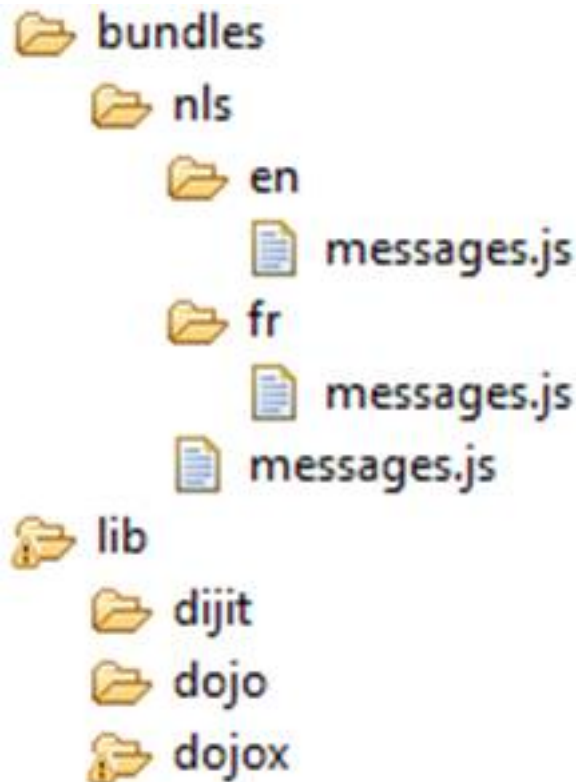 bundles
nls
en
messages.js
fr
messages.js
messages.js
lib
dijit
dojo
dojox